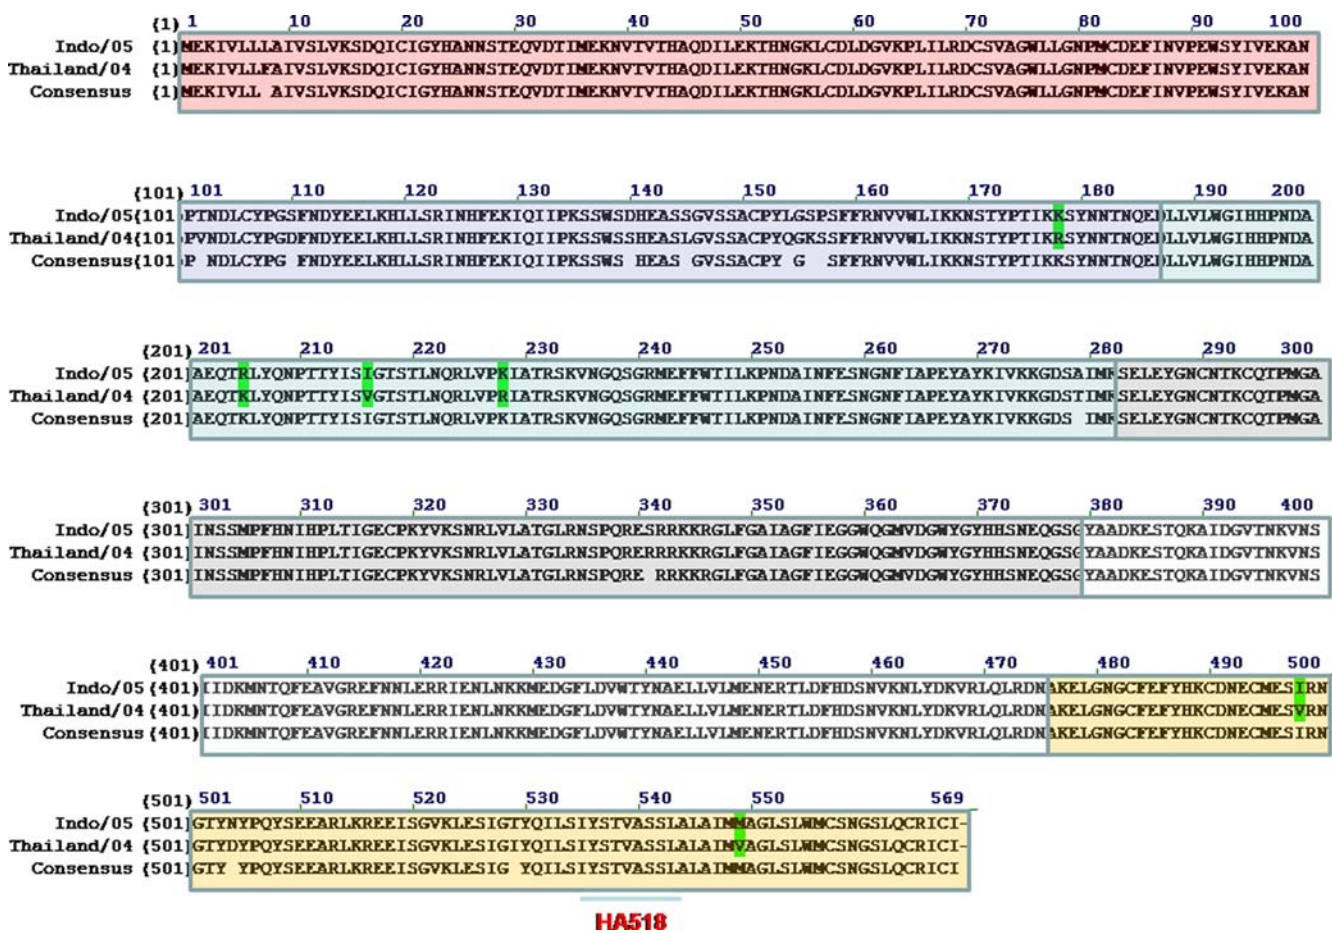 {1} 1 10 20 30 40 50 60 70 80 90 100
Indo/05 {1} MEKIVLLLAIVSLVKSDQICIGYHANNSTEQVDTIMEKNVTVTHAQDILEKTHNGKLCDLDGVKPLILRDCSVAGWLLGNPMCDEFINVPEWSYIVEKAN
Thailand/04 {1} MEKIVLLFAIVSLVKSDQICIGYHANNSTEQVDTIMEKNVTVTHAQDILEKTHNGKLCDLDGVKPLILRDCSVAGWLLGNPMCDEFINVPEWSYIVEKAN
Consensus {1} MEKIVLL AIVSLVKSDQICIGYHANNSTEQVDTIMEKNVTVTHAQDILEKTHNGKLCDLDGVKPLILRDCSVAGWLLGNPMCDEFINVPEWSYIVEKAN
{101} 101 110 120 130 140 150 160 170 180 190 200
Indo/05{101 PTNDLCYPGSFNDYEELKHLLSRINHFEKIQIIPKSSWSDHEASSGVSSACPYLGSPSFFRNVVWLIKKNSTYPTIKKSYNNTNQEDLLVLWGIHHPNDA
Thailand/04{101 PVNDLCYPGDFNDYEELKHLLSRINHFEKIQIIPKSSWSSHEASLGVSSACPYQGKSSFFRNVVWLIKKNSTYPTIKRSYNNTNQEDLLVLWGIHHPNDA
Consensus{101 P NDLCYPG FNDYEELKHLLSRINHFEKIQIIPKSSWS HEAS GVSSACPY G SFFRNVVWLIKKNSTYPTIKKSYNNTNQEDLLVLWGIHHPNDA
{201) 201 210 220 230 240 250 260 270 280 290 300
Indo/05 {201] AEQTRLYQNPTTYISIGTSTLNQRLVPKIATRSKVNGQSGRMEFFWTILKPNDAINFESNGNFIAPEYAYKIVKKGDSAIMKSELEYGNCNTKCQTPMGA
Thailand/04 {201] AEQTKLYQNPTTYISVGTSTLNQRLVPRIATRSKVNGQSGRMEFFWTILKPNDAINFESNGNFIAPEYAYKIVKKGDSTIMKSELEYGNCNTKCQTPMGA
Consensus {201] AEQTKLYQNPTTYISIGTSTLNQRLVPKIATRSKVNGQSGRMEFFWTILKPNDAINFESNGNFIAPEYAYKIVKKGDS IMKSELEYGNCNTKCQTPMGA
{301) 301 310 320 330 340 350 360 370 380 390 400
Indo/05 {301] INSSMPFHNIHPLTIGECPKYVKSNRLVLATGLRNSPQRESRRKKRGLFGAIAGFIEGGWQGMVDGWYGYHHSNEQGSGYAADKESTQKAIDGVTNKVNS
Thailand/04 {301] INSSMPFHNIHPLTIGECPKYVKSNRLVLATGLRNSPQRERRRKKRGLFGAIAGFIEGGWQGMVDGWYGYHHSNEQGSGYAADKESTQKAIDGVTNKVNS
Consensus {301] INSSMPFHNIHPLTIGECPKYVKSNRLVLATGLRNSPQRE RRKKRGLFGAIAGFIEGGWQGMVDGWYGYHHSNEQGSGYAADKESTQKAIDGVTNKVNS
{401) 401 410 420 430 440 450 460 470 480 490 500
Indo/05 {401) IIDKMNTQFEAVGREFNNLERRIENLNKKMEDGFLDVWTYNAELLVLMENERTLDFHDSNVKNLYDKVRLQLRDNAKELGNGCFEFYHKCDNECMESIRN
Thailand/04 {401) IIDKMNTQFEAVGREFNNLERRIENLNKKMEDGFLDVWTYNAELLVLMENERTLDFHDSNVKNLYDKVRLQLRDNAKELGNGCFEFYHKCDNECMESVRN
Consensus {401) IIDKMNTQFEAVGREFNNLERRIENLNKKMEDGFLDVWTYNAELLVLMENERTLDFHDSNVKNLYDKVRLQLRDNAKELGNGCFEFYHKCDNECMESIRN
{501) 501 510 520 530 540 550 569
Indo/05 {501] GTYNYPQYSEEARLKREEISGVKLESIGTYQILSIYSTVASSLALAIMMAGLSLWMCSNGSLQCRICI-
Thailand/04 {501] GTYDYPQYSEEARLKREEISGVKLESIGIYQILSIYSTVASSLALAIMVAGLSLWMCSNGSLQCRICI-
Consensus {501] GTY YPQYSEEARLKREEISGVKLESIG YQILSIYSTVASSLALAIMMAGLSLWMCSNGSLQCRICI
HA518